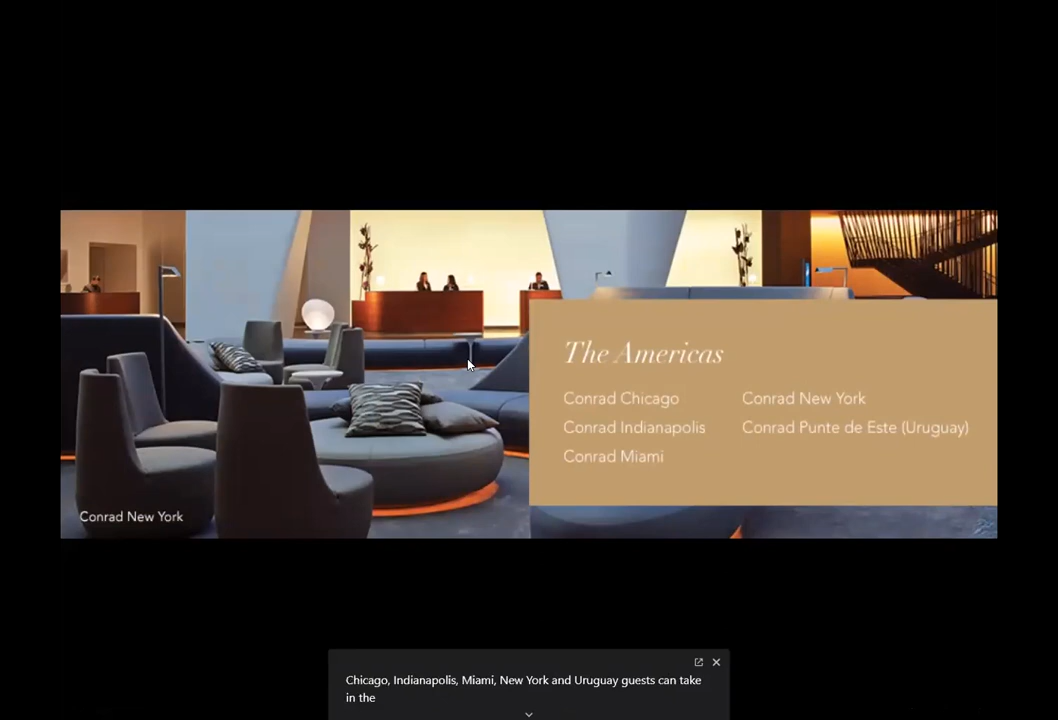 The Americas
Conrad Chicago
Conrad New York
Conrad Indianapolis
Conrad Punte de Este (Uruguay)
Conrad Miami
Conrad New York
Chicago, Indianapolis, Miami, New York and Uruguay guests can take
in the